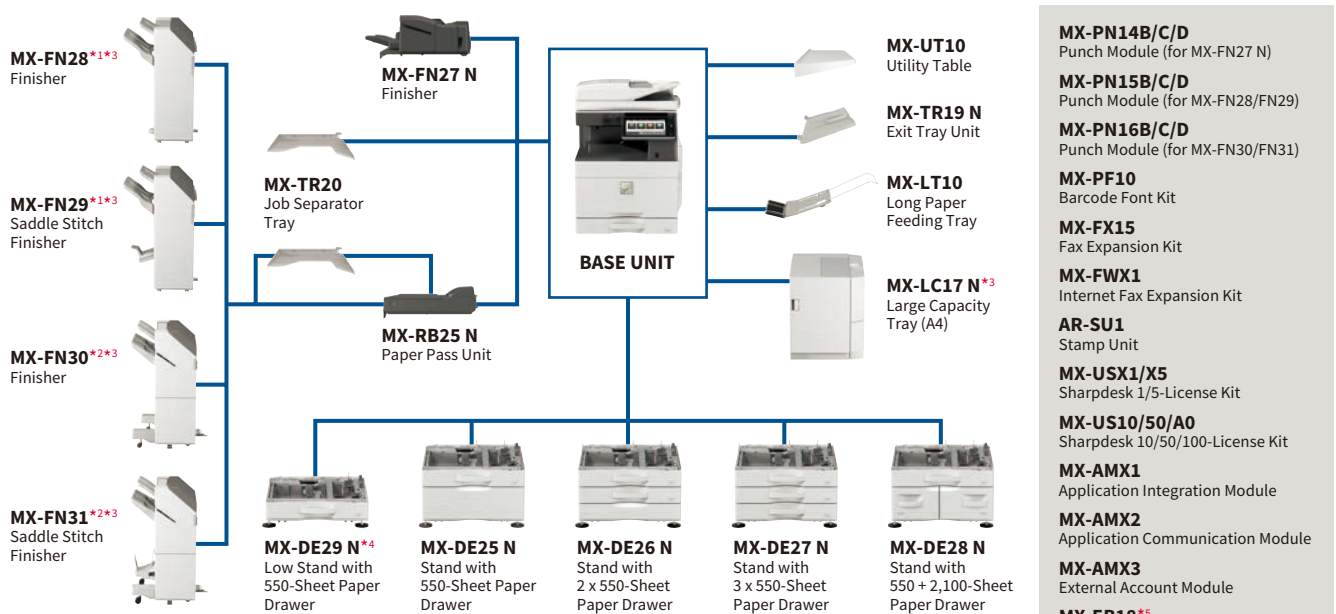 MX-FN28*1*3
Finisher
MX-FN29*1*3
Saddle Stitch
Finisher
MX-FN30*2*3
Finisher
MX-FN31*2*3
Saddle Stitch
Finisher
MX-FN27 N
Finisher
MX-TR20
Job Separator
Tray
MX-RB25 N
Paper Pass Unit
BASE UNIT
MX-UT10
Utility Table
MX-TR19 N
Exit Tray Unit
MX-LT10
Long Paper
Feeding Tray
MX-LC17 N*3
Large Capacity
Tray (A4)
MX-DE29 N*4
Low Stand with
550-Sheet Paper
Drawer
MX-DE25 N
Stand with
550-Sheet Paper
Drawer
MX-DE26 N
Stand with
2 x 550-Sheet
Paper Drawer
MX-DE27 N
Stand with
3 x 550-Sheet
Paper Drawer
MX-DE28 N
Stand with
550 + 2,100-Sheet
Paper Drawer
MX-PN14B/C/D
Punch Module (for MX-FN27 N)
MX-PN15B/C/D
Punch Module (for MX-FN28/FN29)
MX-PN16B/C/D
Punch Module (for MX-FN30/FN31)
MX-PF10
Barcode Font Kit
MX-FX15
Fax Expansion Kit
MX-FWX1
Internet Fax Expansion Kit
AR-SU1
Stamp Unit
MX-USX1/X5
Sharpdesk 1/5-License Kit
MX-US10/50/A0
Sharpdesk 10/50/100-License Kit
MX-AMX1
Application Integration Module
MX-AMX2
Application Communication Module
MX-AMX3
External Account Module